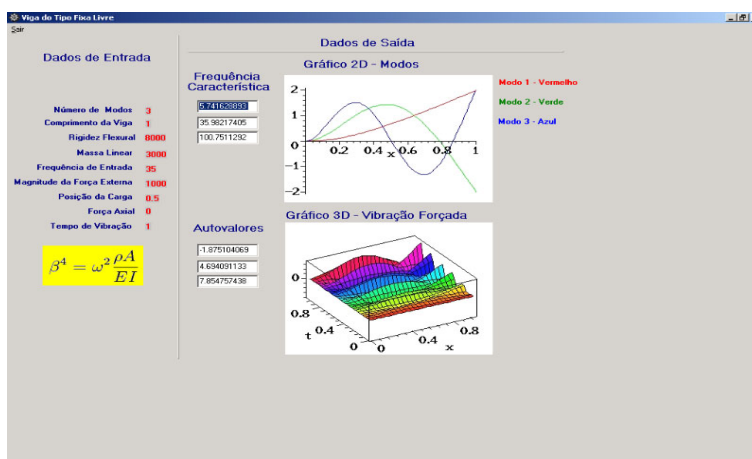 Viga do Tipo Fixa Livre
Sair
Dados de Entrada
Número de Modos 3
Comprimento da Viga 1
Rigidez Flexural 8000
Massa Linear 3000
Frequência de Entrada 35
Magnitude da Força Externa 1000
Posição da Carga 0.5
Força Axial 0
Tempo de Vibração 1
β⁴ = ω² ρA / EI
Dados de Saída
Frequência
Característica
5.741628893
35.98217405
100.7511292
Gráfico 2D - Modos
2
1
0
-1
-2
0.2 0.4 x 0.6 0.8 1
Modo 1 - Vermelho
Modo 2 - Verde
Modo 3 - Azul
Autovalores
-1.875104069
4.694091133
7.854757438
Gráfico 3D - Vibração Forçada
0
0.8
t 0.4
0
0 0.4 x 0.8